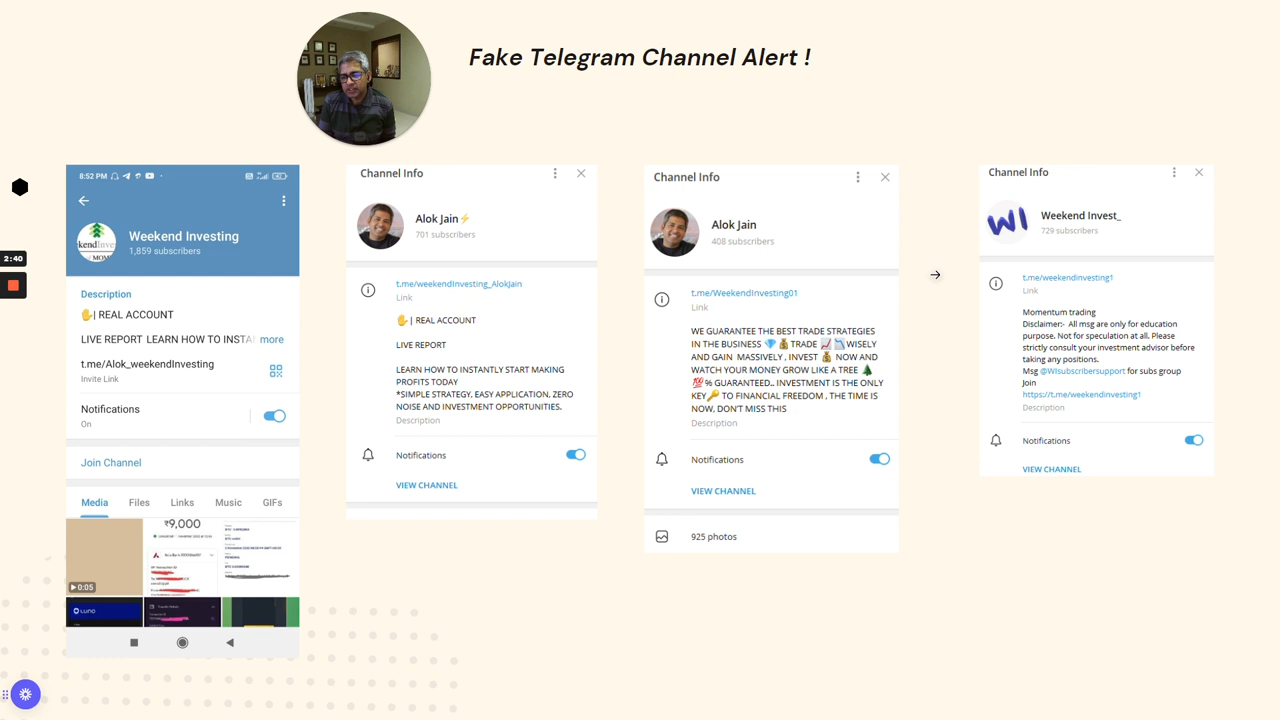 Fake Telegram Channel Alert !
2:40
8:52 PM
Weekend Investing
1,859 subscribers
Description
✋| REAL ACCOUNT
LIVE REPORT LEARN HOW TO INSTA
more
t.me/Alok_weekendInvesting
Invite Link
Notifications
On
Join Channel
Media Files Links Music GIFs
₹9,000
0:05
LUNO
Channel Info
Alok Jain⚡
701 subscribers
t.me/weekendInvesting_AlokJain
Link
✋| REAL ACCOUNT
LIVE REPORT
LEARN HOW TO INSTANTLY START MAKING
PROFITS TODAY
*SIMPLE STRATEGY, EASY APPLICATION, ZERO
NOISE AND INVESTMENT OPPORTUNITIES.
Description
Notifications
VIEW CHANNEL
Channel Info
Alok Jain
408 subscribers
t.me/WeekendInvesting01
Link
WE GUARANTEE THE BEST TRADE STRATEGIES
IN THE BUSINESS 💎💰TRADE 📈📉WISELY
AND GAIN MASSIVELY , INVEST 💰 NOW AND
WATCH YOUR MONEY GROW LIKE A TREE 🌲
💯% GUARANTEED.. INVESTMENT IS THE ONLY
KEY🔑 TO FINANCIAL FREEDOM , THE TIME IS
NOW, DON'T MISS THIS
Description
Notifications
VIEW CHANNEL
925 photos
Channel Info
WI
Weekend Invest_
729 subscribers
t.me/weekendinvesting1
Link
Momentum trading
Disclaimer:- All msg are only for education
purpose. Not for speculation at all. Please
strictly consult your investment advisor before
taking any positions.
Msg @WIsubscribersupport for subs group
Join
https://t.me/weekendinvesting1
Description
Notifications
VIEW CHANNEL